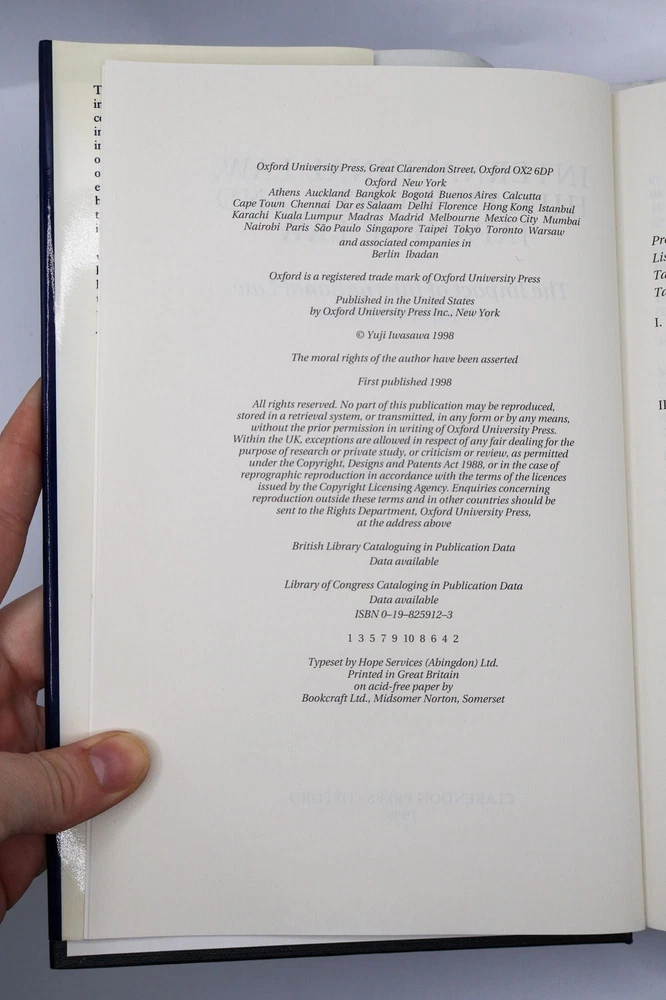 Oxford University Press, Great Clarendon Street, Oxford OX2 6DP
Oxford New York
Athens Auckland Bangkok Bogotá Buenos Aires Calcutta
Cape Town Chennai Dar es Salaam Delhi Florence Hong Kong Istanbul
Karachi Kuala Lumpur Madras Madrid Melbourne Mexico City Mumbai
Nairobi Paris São Paulo Singapore Taipei Tokyo Toronto Warsaw
and associated companies in
Berlin Ibadan
Oxford is a registered trade mark of Oxford University Press
Published in the United States
by Oxford University Press Inc., New York
© Yuji Iwasawa 1998
The moral rights of the author have been asserted
First published 1998
All rights reserved. No part of this publication may be reproduced,
stored in a retrieval system, or transmitted, in any form or by any means,
without the prior permission in writing of Oxford University Press.
Within the UK, exceptions are allowed in respect of any fair dealing for the
purpose of research or private study, or criticism or review, as permitted
under the Copyright, Designs and Patents Act 1988, or in the case of
reprographic reproduction in accordance with the terms of the licences
issued by the Copyright Licensing Agency. Enquiries concerning
reproduction outside these terms and in other countries should be
sent to the Rights Department, Oxford University Press,
at the address above
British Library Cataloguing in Publication Data
Data available
Library of Congress Cataloging in Publication Data
Data available
ISBN 0–19–825912–3
1 3 5 7 9 10 8 6 4 2
Typeset by Hope Services (Abingdon) Ltd.
Printed in Great Britain
on acid-free paper by
Bookcraft Ltd., Midsomer Norton, Somerset
I.